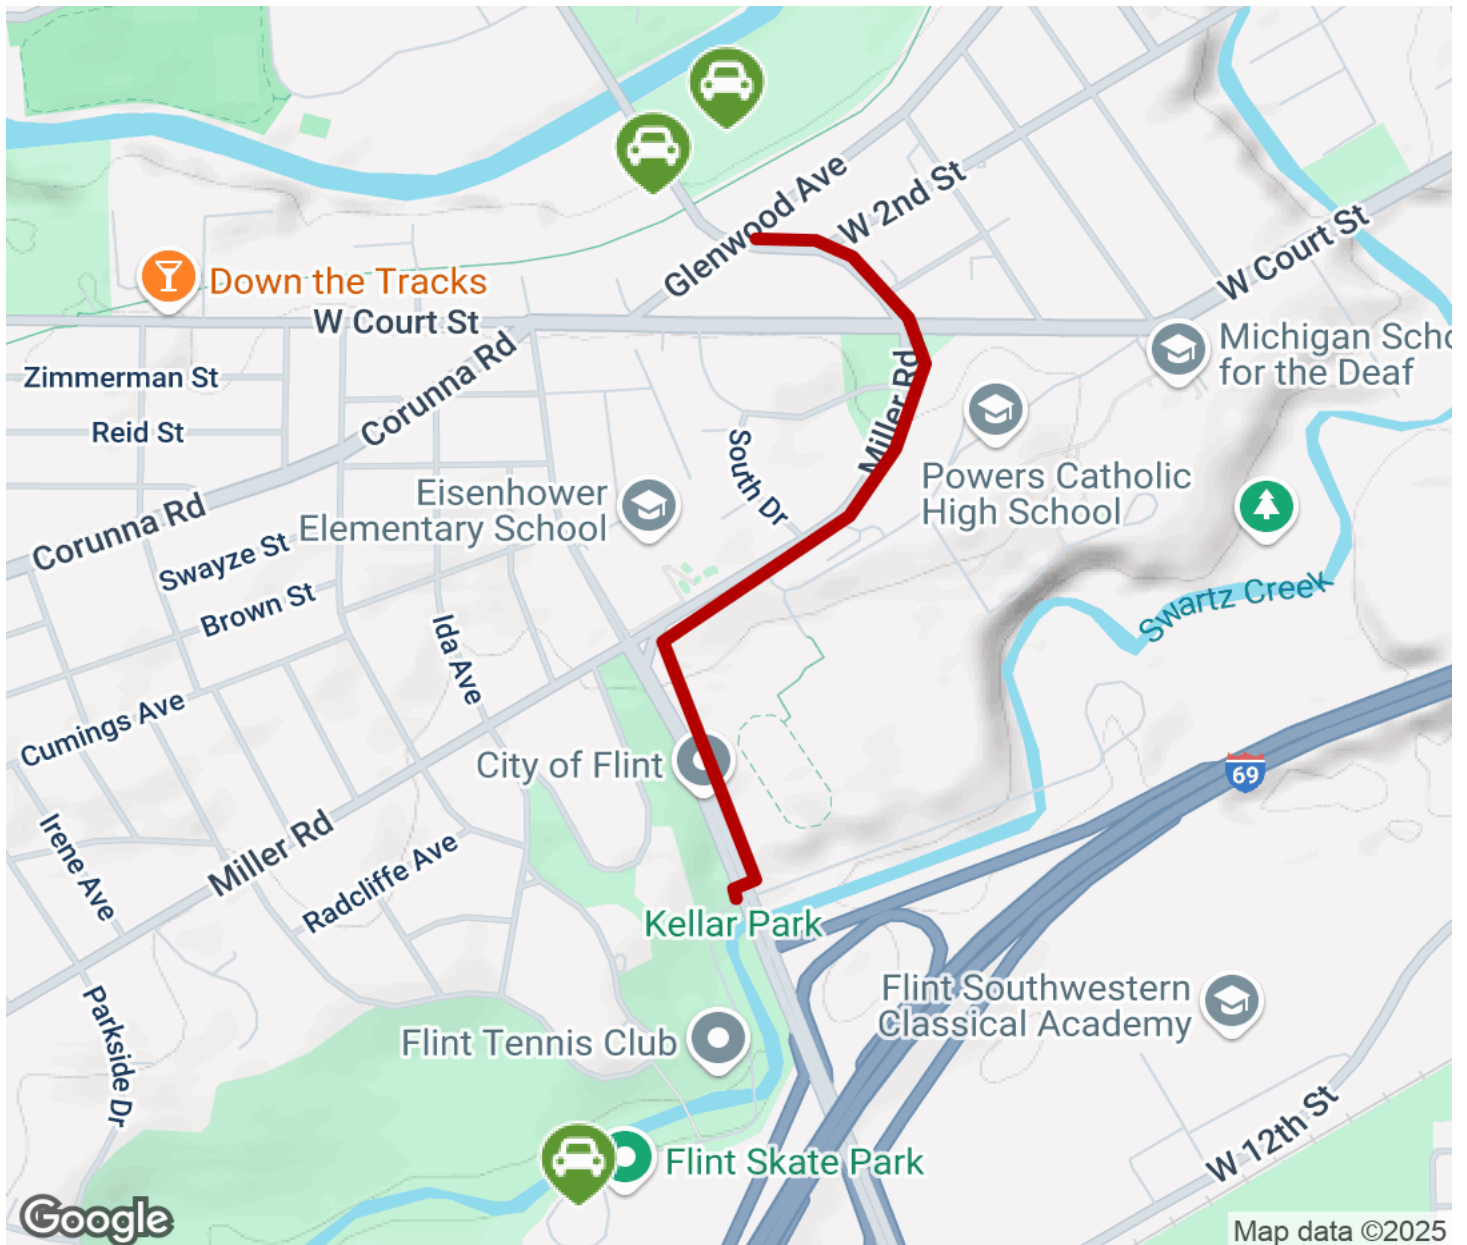 Glenwood Ave
W 2nd St
W Court St
Down the Tracks
W Court St
Michigan Scho
for the Deaf
Zimmerman St
Corunna Rd
Miller Rd
Reid St
South Dr
Powers Catholic
High School
Eisenhower
Elementary School
Corunna Rd
Swayze St
Brown St
Swartz Creek
Ida Ave
Cumings Ave
City of Flint
69
Irene Ave
Miller Rd
Radcliffe Ave
Kellar Park
Parkside Dr
Flint Southwestern
Classical Academy
Flint Tennis Club
W 12th St
Flint Skate Park
Google
Map data ©2025